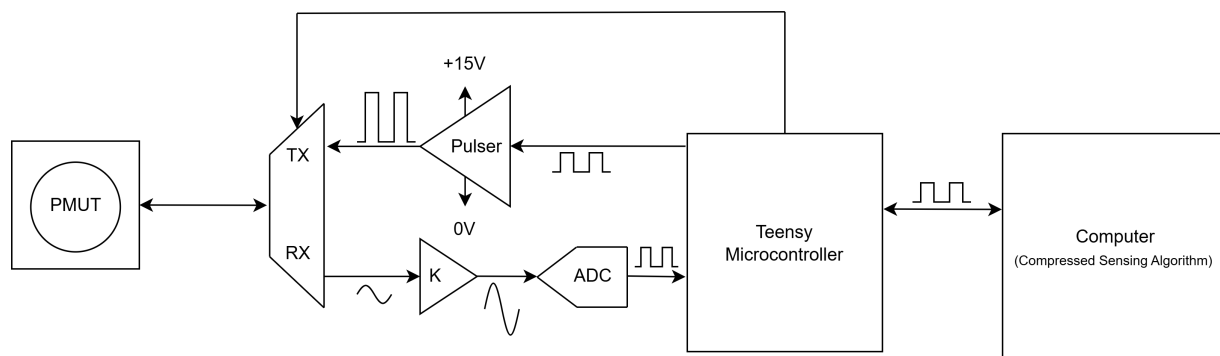 +15V
TX
Pulser
PMUT
0V
Teensy
Microcontroller
Computer
(Compressed Sensing Algorithm)
RX
K
ADC